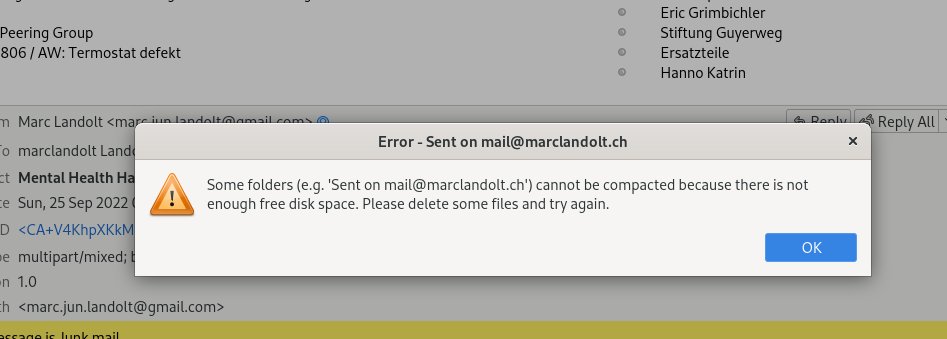 Eric Grimbichler
Peering Group
Stiftung Guyerweg
806 / AW: Termostat defekt
Ersatzteile
Hanno Katrin
m Marc Landolt <marc.jun.landolt@gmail.com>
Reply
Reply All
To marclandolt Lando
ct Mental Health Ha
te Sun, 25 Sep 2022 0
D <CA+V4KhpXKkM
pe multipart/mixed; b
on 1.0
th <marc.jun.landolt@gmail.com>
essage is Junk mail
Error - Sent on mail@marclandolt.ch
Some folders (e.g. 'Sent on mail@marclandolt.ch') cannot be compacted because there is not
enough free disk space. Please delete some files and try again.
OK